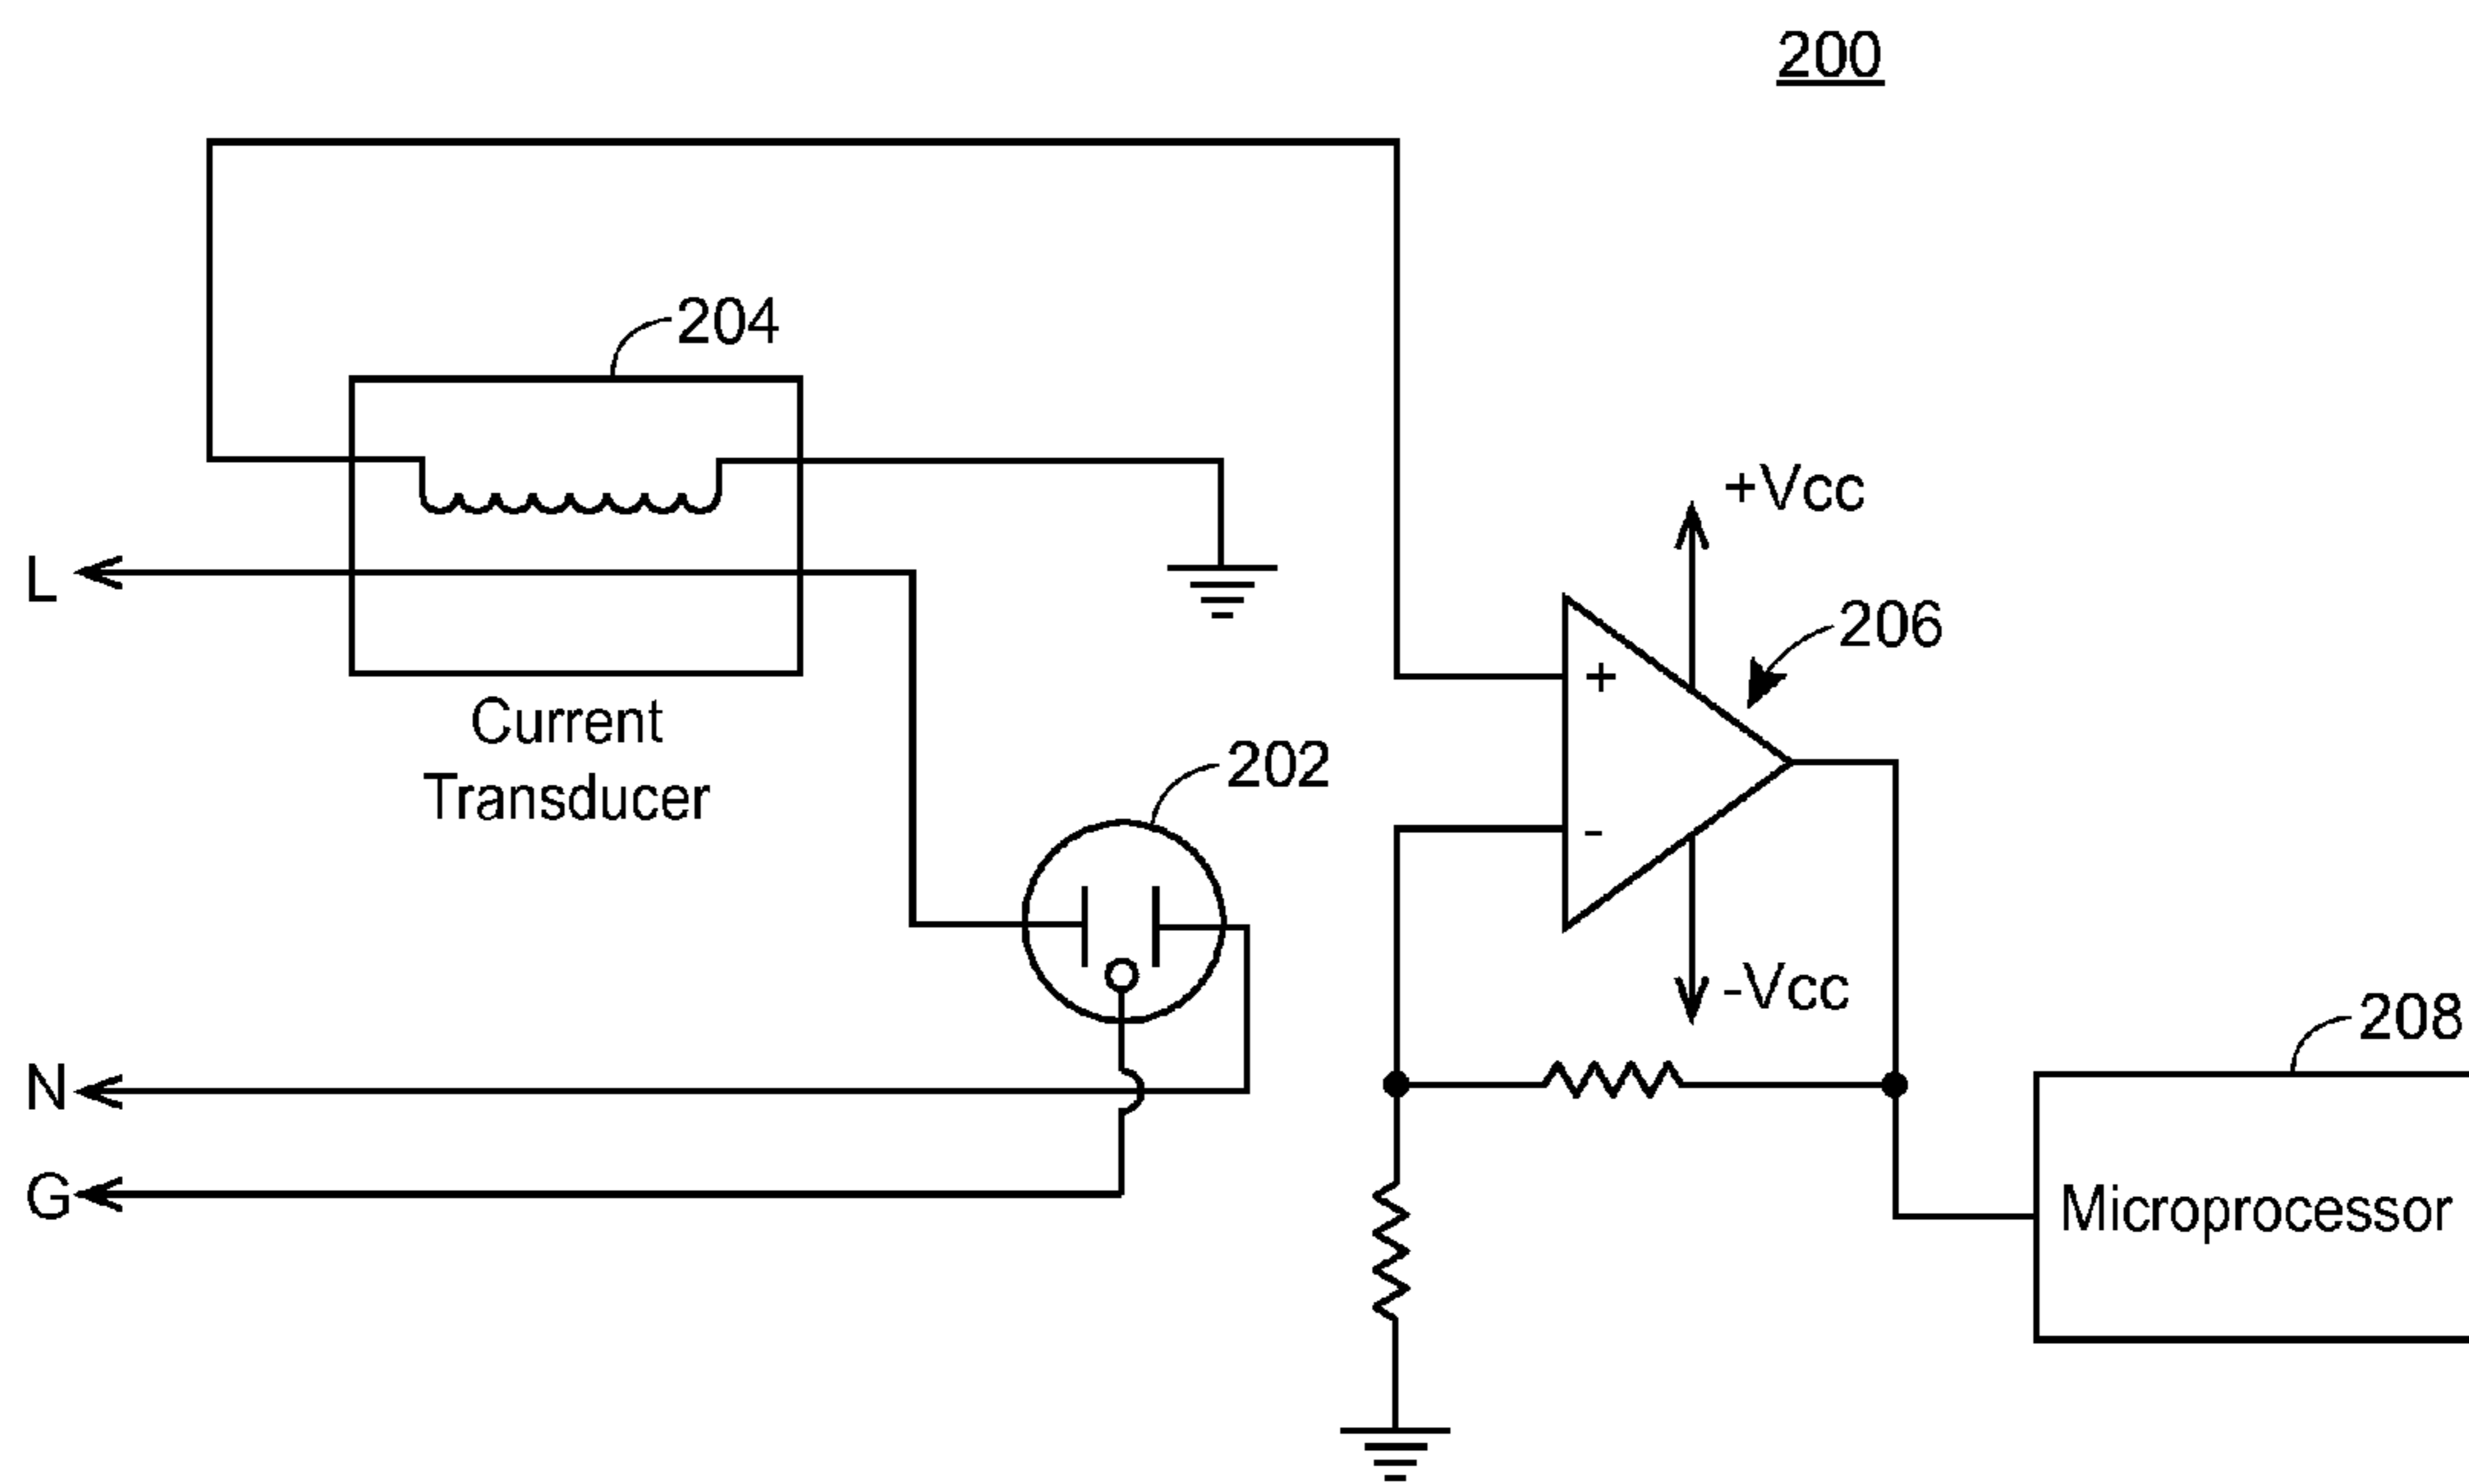 200
204
L
Current
Transducer
202
+Vcc
206
+
-
-Vcc
N
G
208
Microprocessor